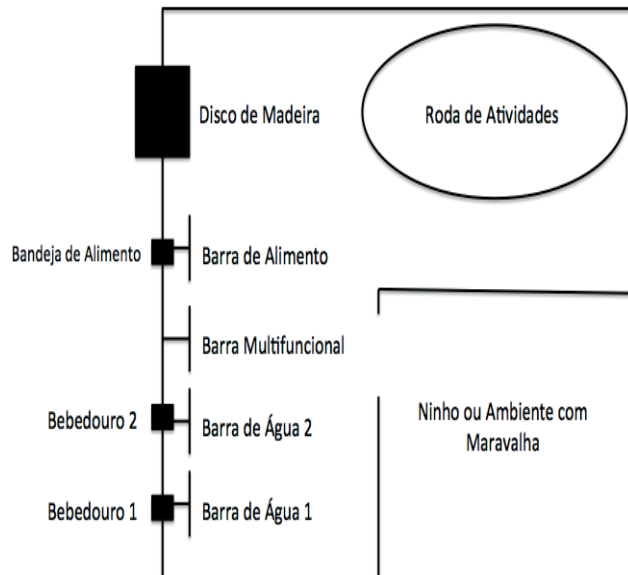 Disco de Madeira
Roda de Atividades
Bandeja de Alimento
Barra de Alimento
Barra Multifuncional
Bebedouro 2
Barra de Água 2
Ninho ou Ambiente com
Maravalha
Bebedouro 1
Barra de Água 1